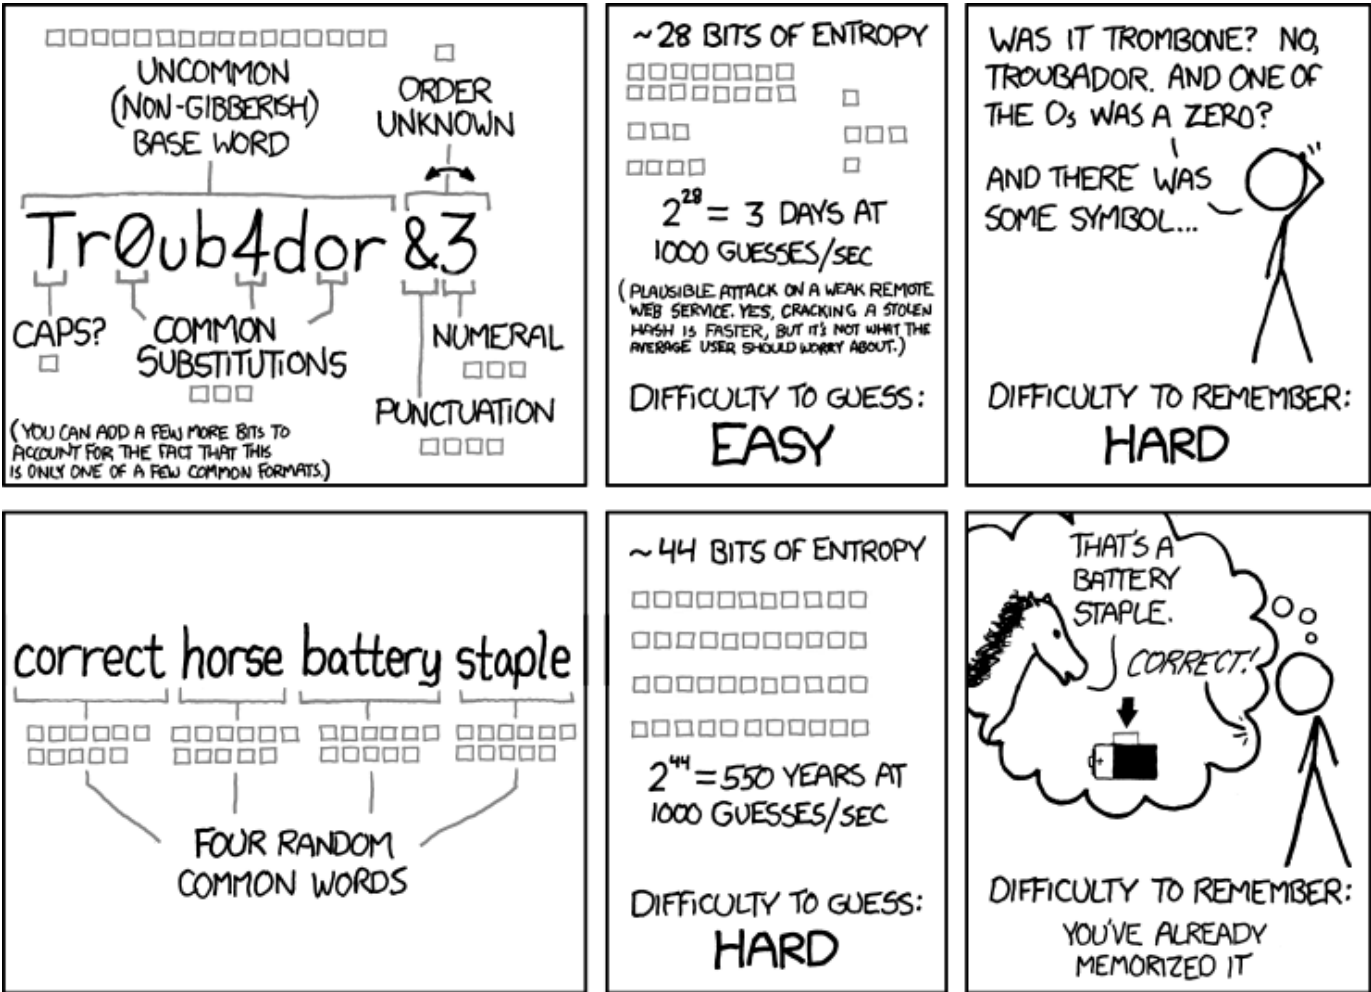 UNCOMMON
(NON-GIBBERISH)
BASE WORD
ORDER
UNKNOWN
Tr0ub4dor &3
CAPS?
COMMON
SUBSTITUTIONS
NUMERAL
PUNCTUATION
(YOU CAN ADD A FEW MORE BITS TO
ACCOUNT FOR THE FACT THAT THIS
IS ONLY ONE OF A FEW COMMON FORMATS.)
~28 BITS OF ENTROPY
2²⁸ = 3 DAYS AT
1000 GUESSES/SEC
(PLAUSIBLE ATTACK ON A WEAK REMOTE
WEB SERVICE. YES, CRACKING A STOLEN
HASH IS FASTER, BUT IT'S NOT WHAT THE
AVERAGE USER SHOULD WORRY ABOUT.)
DIFFICULTY TO GUESS:
EASY
WAS IT TROMBONE? NO,
TROUBADOR. AND ONE OF
THE Os WAS A ZERO?
AND THERE WAS
SOME SYMBOL...
DIFFICULTY TO REMEMBER:
HARD
correct horse battery staple
FOUR RANDOM
COMMON WORDS
~44 BITS OF ENTROPY
2⁴⁴ = 550 YEARS AT
1000 GUESSES/SEC
DIFFICULTY TO GUESS:
HARD
THAT'S A
BATTERY
STAPLE.
CORRECT!
+
DIFFICULTY TO REMEMBER:
YOU'VE ALREADY
MEMORIZED IT